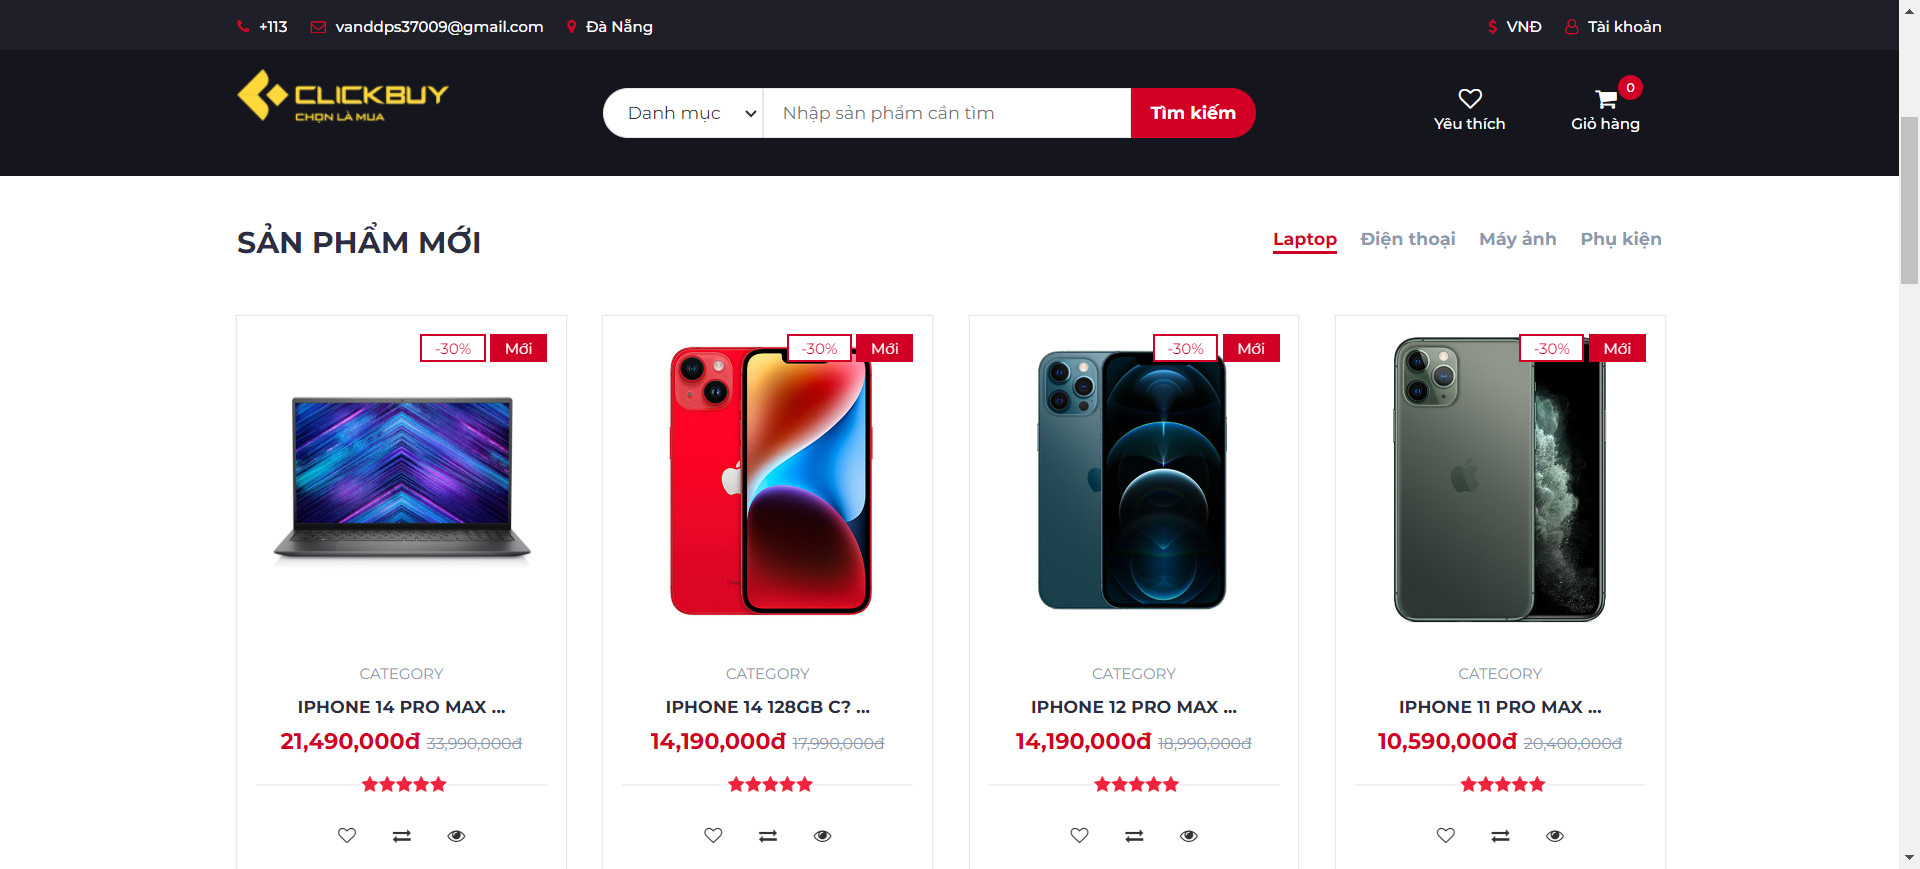 +113 vanddps37009@gmail.com Đà Nẵng VNĐ Tài khoản
CLICKBUY
CHỌN LÀ MUA
Danh mục Nhập sản phẩm cần tìm Tìm kiếm
0
Yêu thích Giỏ hàng
SẢN PHẨM MỚI
Laptop Điện thoại Máy ảnh Phụ kiện
-30% Mới
CATEGORY
IPHONE 14 PRO MAX ...
21,490,000đ 33,990,000đ
-30% Mới
CATEGORY
IPHONE 14 128GB C? ...
14,190,000đ 17,990,000đ
-30% Mới
CATEGORY
IPHONE 12 PRO MAX ...
14,190,000đ 18,990,000đ
-30% Mới
CATEGORY
IPHONE 11 PRO MAX ...
10,590,000đ 20,400,000đ